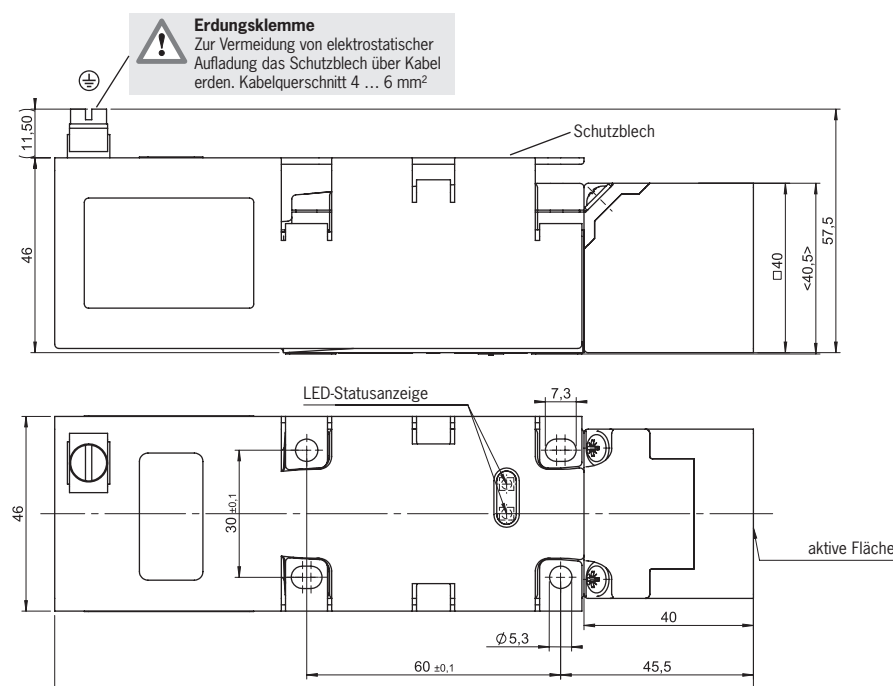 Erdungsklemme
Zur Vermeidung von elektrostatischer
Aufladung das Schutzblech über Kabel
erden. Kabelquerschnitt 4 … 6 mm²
(11,50)
Schutzblech
46
□40
<40,5>
57,5
LED-Statusanzeige
7,3
46
30 ±0,1
aktive Fläche
40
Ø5,3
60 ±0,1
45,5